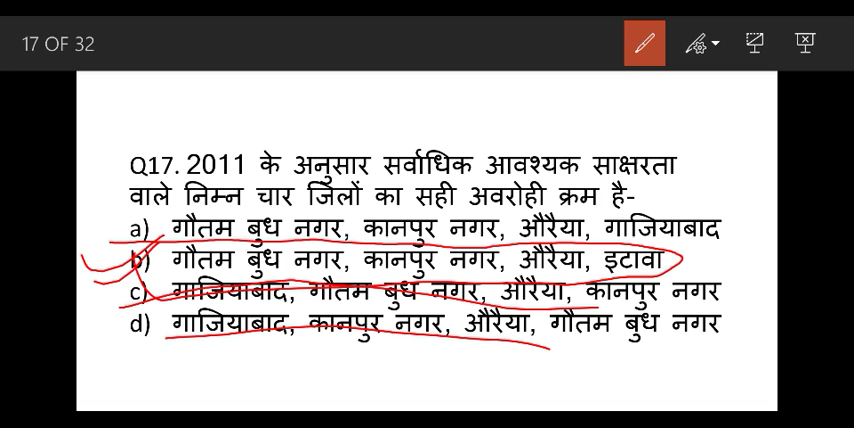 17 OF 32
Q17. 2011 के अनुसार सर्वाधिक आवश्यक साक्षरता
वाले निम्न चार जिलों का सही अवरोही क्रम है-
a) गौतम बुध नगर, कानपुर नगर, औरैया, गाजियाबाद
b) गौतम बुध नगर, कानपुर नगर, औरैया, इटावा
c) गाजियाबाद, गौतम बुध नगर, औरैया, कानपुर नगर
d) गाजियाबाद, कानपुर नगर, औरैया, गौतम बुध नगर